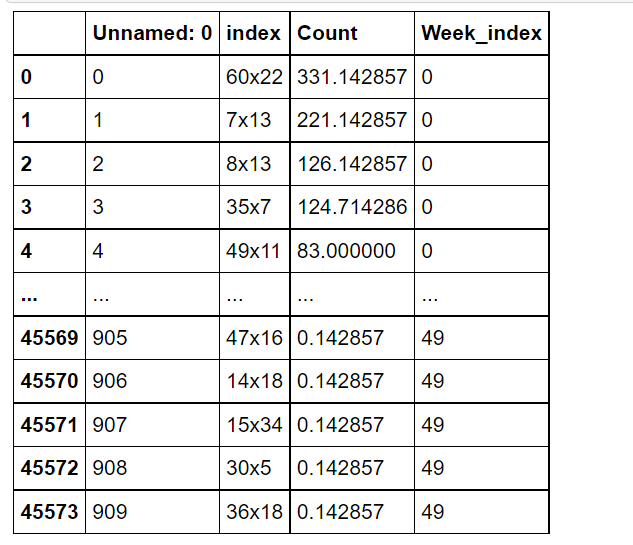 Unnamed: 0 index Count Week_index
0 0 60x22 331.142857 0
1 1 7x13 221.142857 0
2 2 8x13 126.142857 0
3 3 35x7 124.714286 0
4 4 49x11 83.000000 0
... ... ... ... ...
45569 905 47x16 0.142857 49
45570 906 14x18 0.142857 49
45571 907 15x34 0.142857 49
45572 908 30x5 0.142857 49
45573 909 36x18 0.142857 49